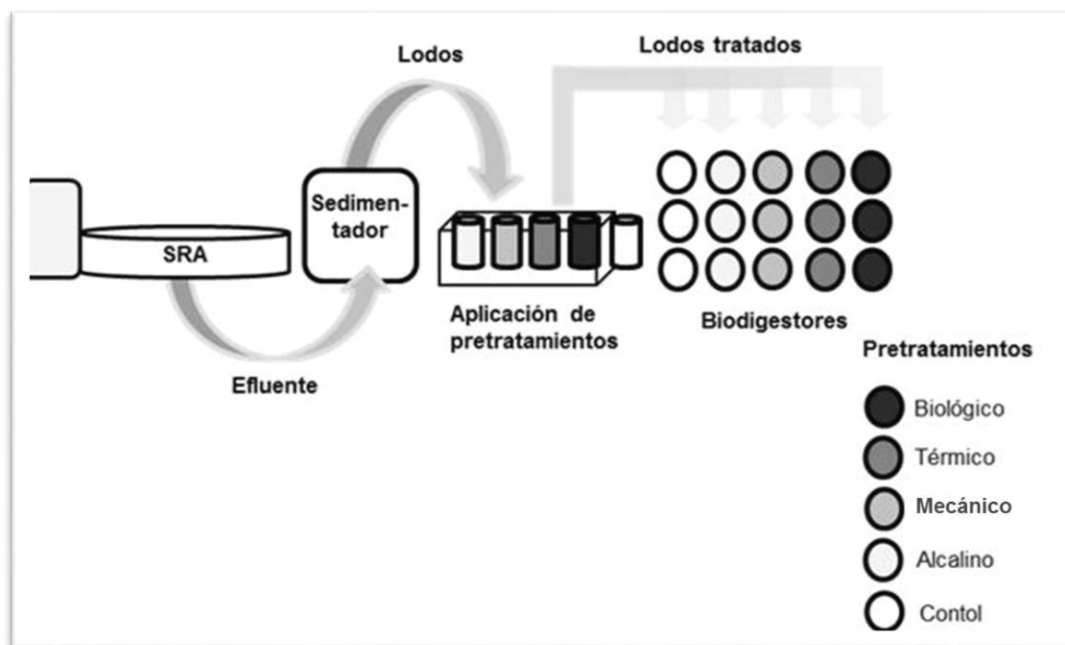 Lodos
Lodos tratados
Sedimen-
tador
SRA
Aplicación de
pretratamientos
Biodigestores
Efluente
Pretratamientos
Biológico
Térmico
Mecánico
Alcalino
Contol